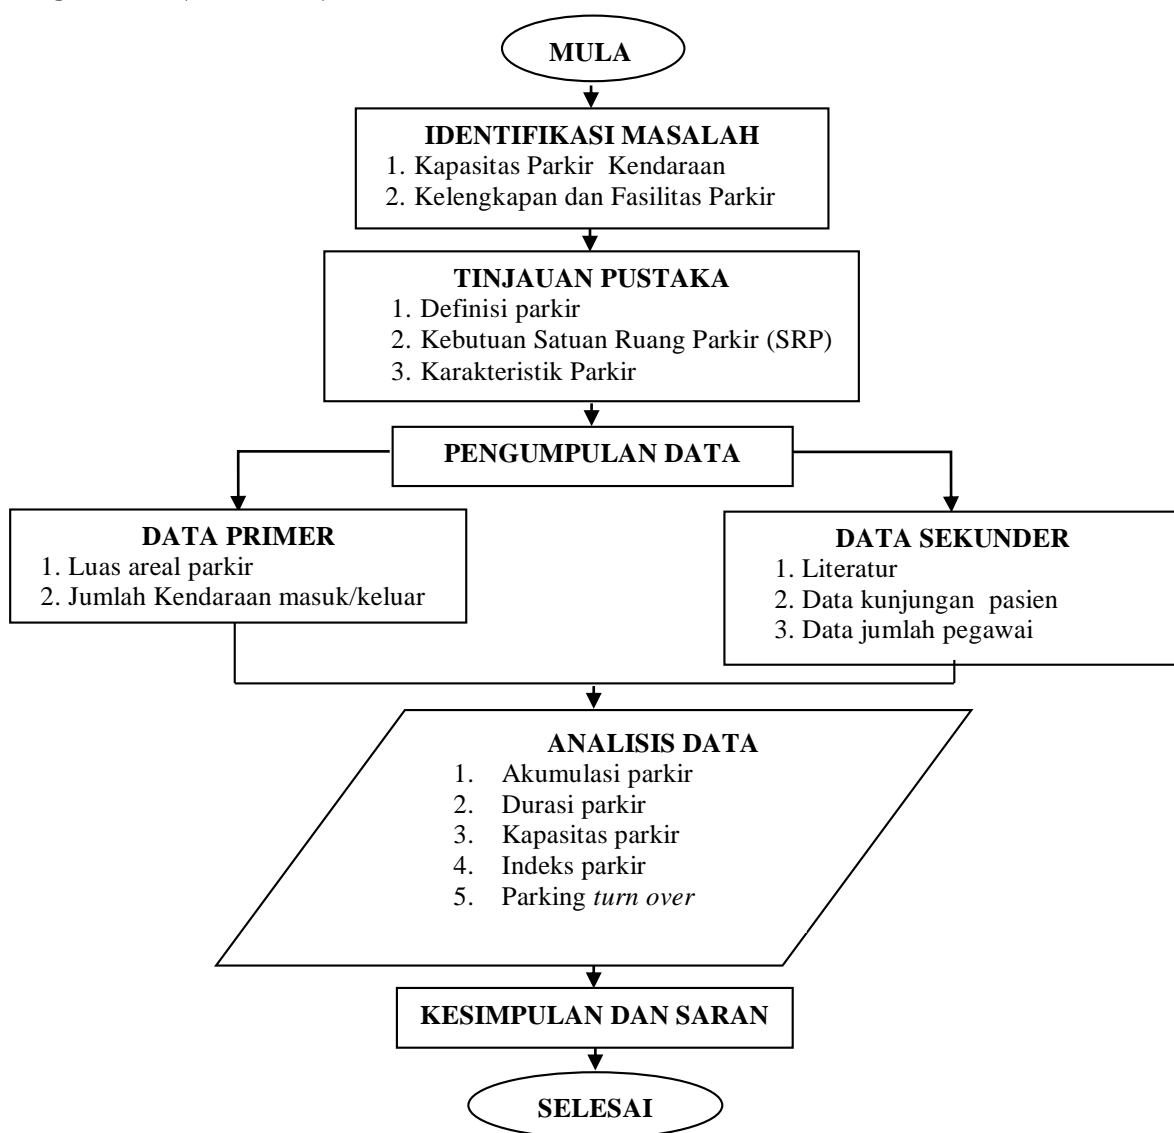 MULA
IDENTIFIKASI MASALAH
1. Kapasitas Parkir Kendaraan
2. Kelengkapan dan Fasilitas Parkir
TINJAUAN PUSTAKA
1. Definisi parkir
2. Kebutuan Satuan Ruang Parkir (SRP)
3. Karakteristik Parkir
PENGUMPULAN DATA
DATA PRIMER
1. Luas areal parkir
2. Jumlah Kendaraan masuk/keluar
DATA SEKUNDER
1. Literatur
2. Data kunjungan pasien
3. Data jumlah pegawai
ANALISIS DATA
1. Akumulasi parkir
2. Durasi parkir
3. Kapasitas parkir
4. Indeks parkir
5. Parking turn over
KESIMPULAN DAN SARAN
SELESAI